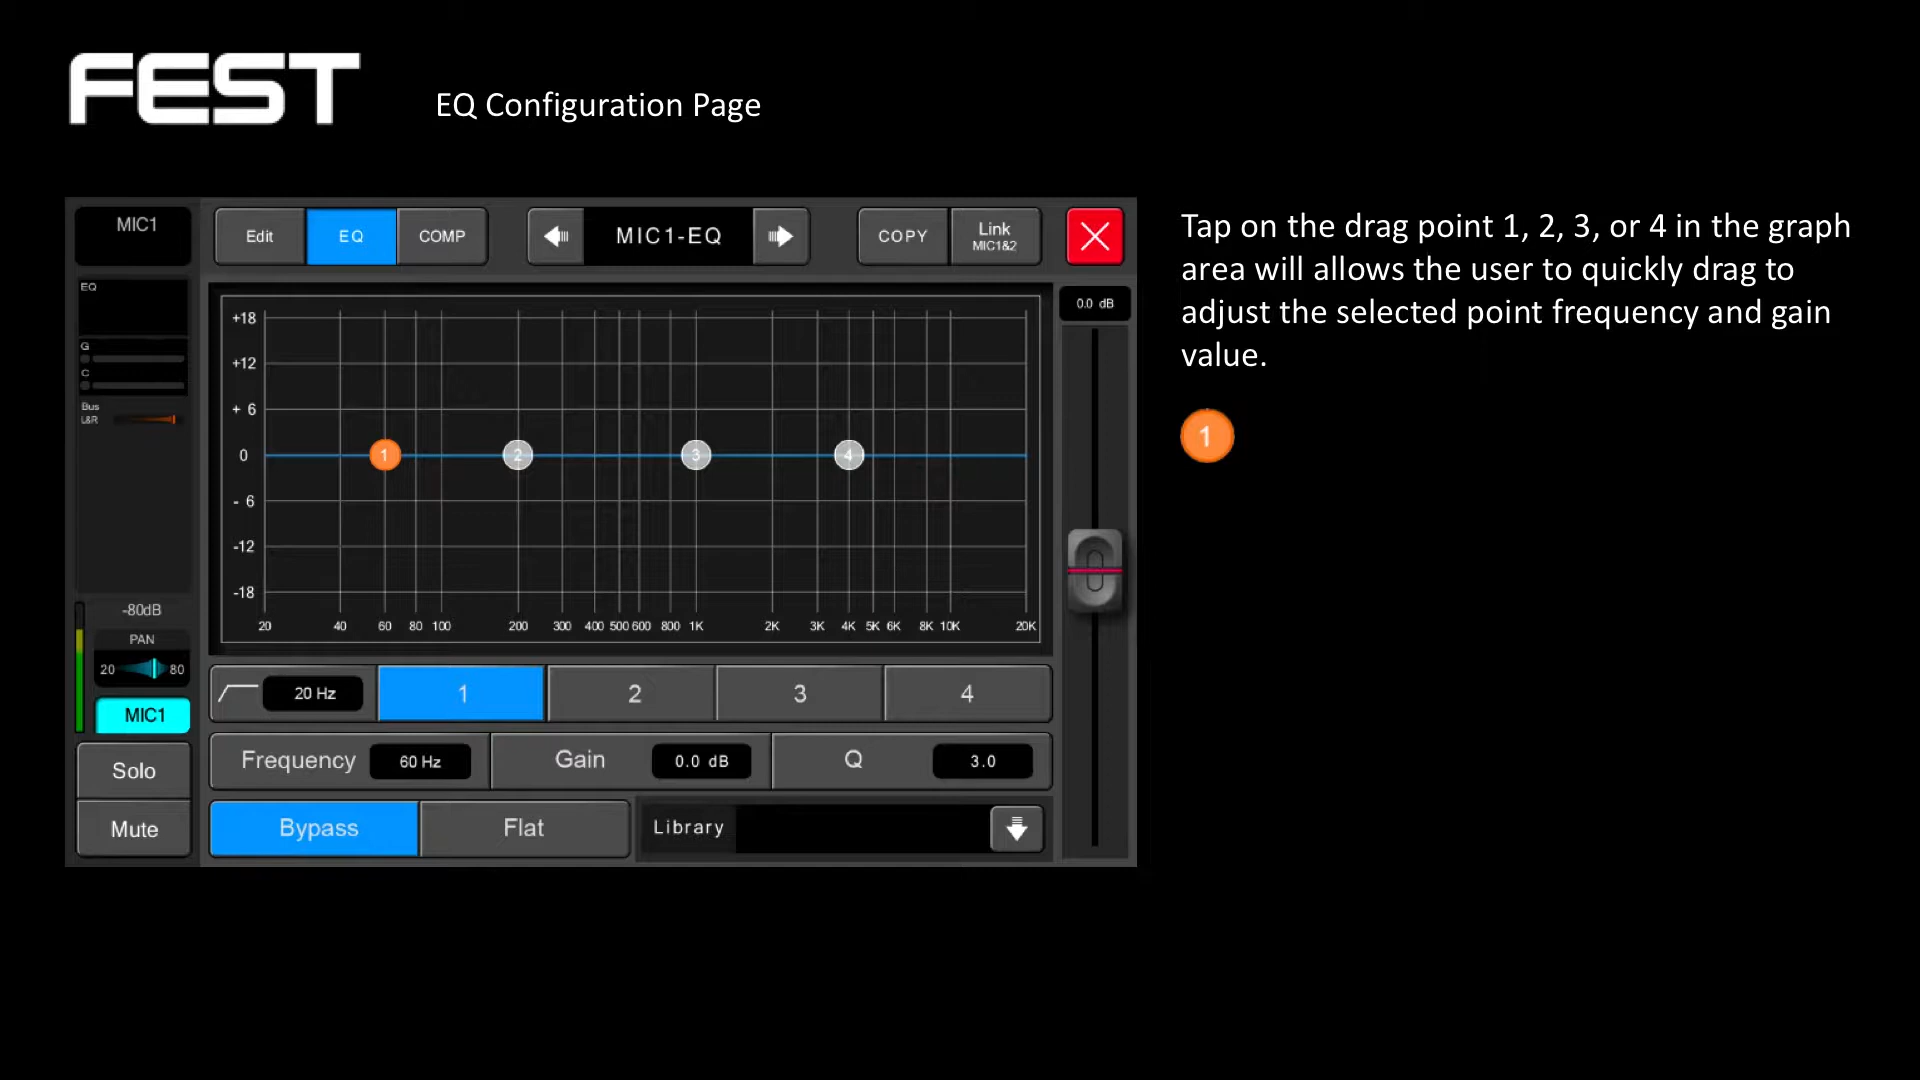 FEST
EQ Configuration Page
MIC1
Edit
EQ
COMP
MIC1-EQ
COPY
Link
MIC1&2
Tap on the drag point 1, 2, 3, or 4 in the graph
area will allows the user to quickly drag to
adjust the selected point frequency and gain
value.
1
EQ
G
C
Bus
L&R
+18
+12
+ 6
0
- 6
-12
-18
1
2
3
4
20 40 60 80 100 200 300 400 500 600 800 1K 2K 3K 4K 5K 6K 8K 10K 20K
0.0 dB
-80dB
PAN
20 80
MIC1
Solo
Mute
20 Hz
1
2
3
4
Frequency 60 Hz
Gain 0.0 dB
Q 3.0
Bypass
Flat
Library